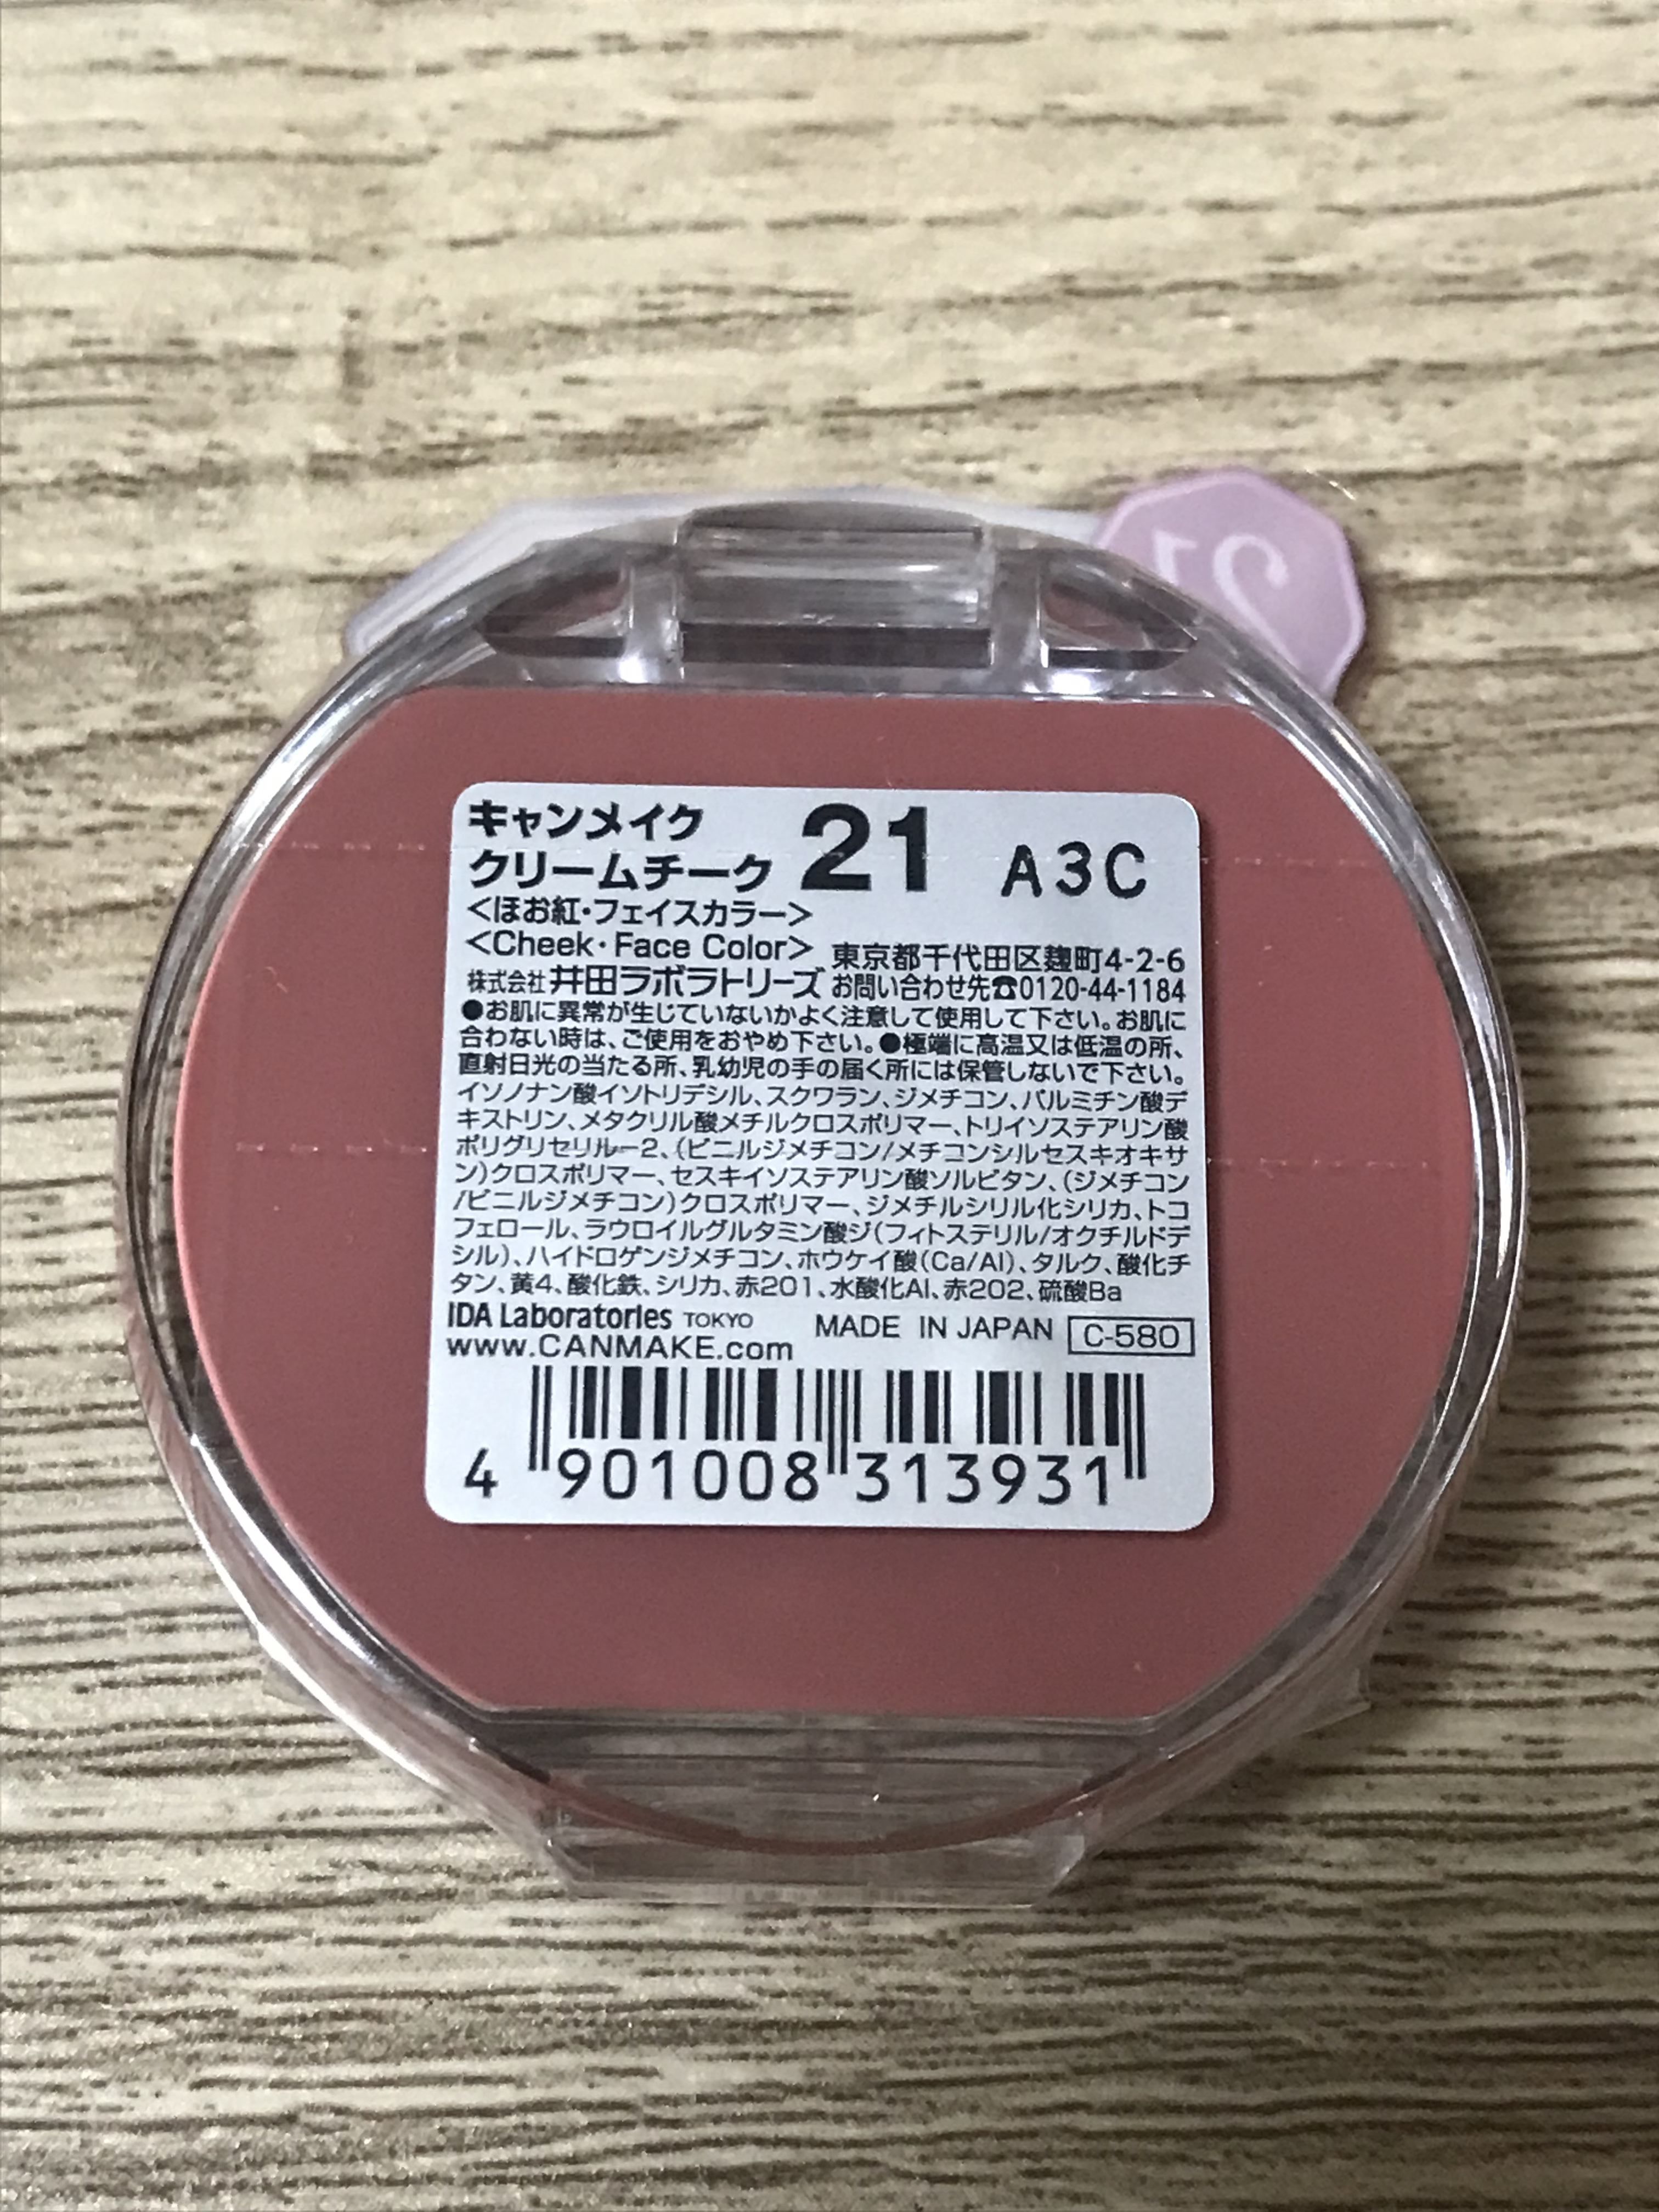 21
キャンメイク
クリームチーク
21 A3C
<ほお紅・フェイスカラー>
<Cheek・Face Color>
東京都千代田区麹町4-2-6
株式会社井田ラボラトリーズ お問い合わせ先☎0120-44-1184
●お肌に異常が生じていないかよく注意して使用して下さい。お肌に
合わない時は、ご使用をおやめ下さい。●極端に高温又は低温の所、
直射日光の当たる所、乳幼児の手の届く所には保管しないで下さい。
イソノナン酸イソトリデシル、スクワラン、ジメチコン、パルミチン酸デ
キストリン、メタクリル酸メチルクロスポリマー、トリイソステアリン酸
ポリグリセリル-2、(ビニルジメチコン/メチコンシルセスキオキサ
ン)クロスポリマー、セスキイソステアリン酸ソルビタン、(ジメチコン
/ビニルジメチコン)クロスポリマー、ジメチルシリル化シリカ、トコ
フェロール、ラウロイルグルタミン酸ジ(フィトステリル/オクチルドデ
シル)、ハイドロゲンジメチコン、ホウケイ酸(Ca/Al)、タルク、酸化チ
タン、黄4、酸化鉄、シリカ、赤201、水酸化Al、赤202、硫酸Ba
IDA Laboratories TOKYO
MADE IN JAPAN C-580
www.CANMAKE.com
4 901008 313931